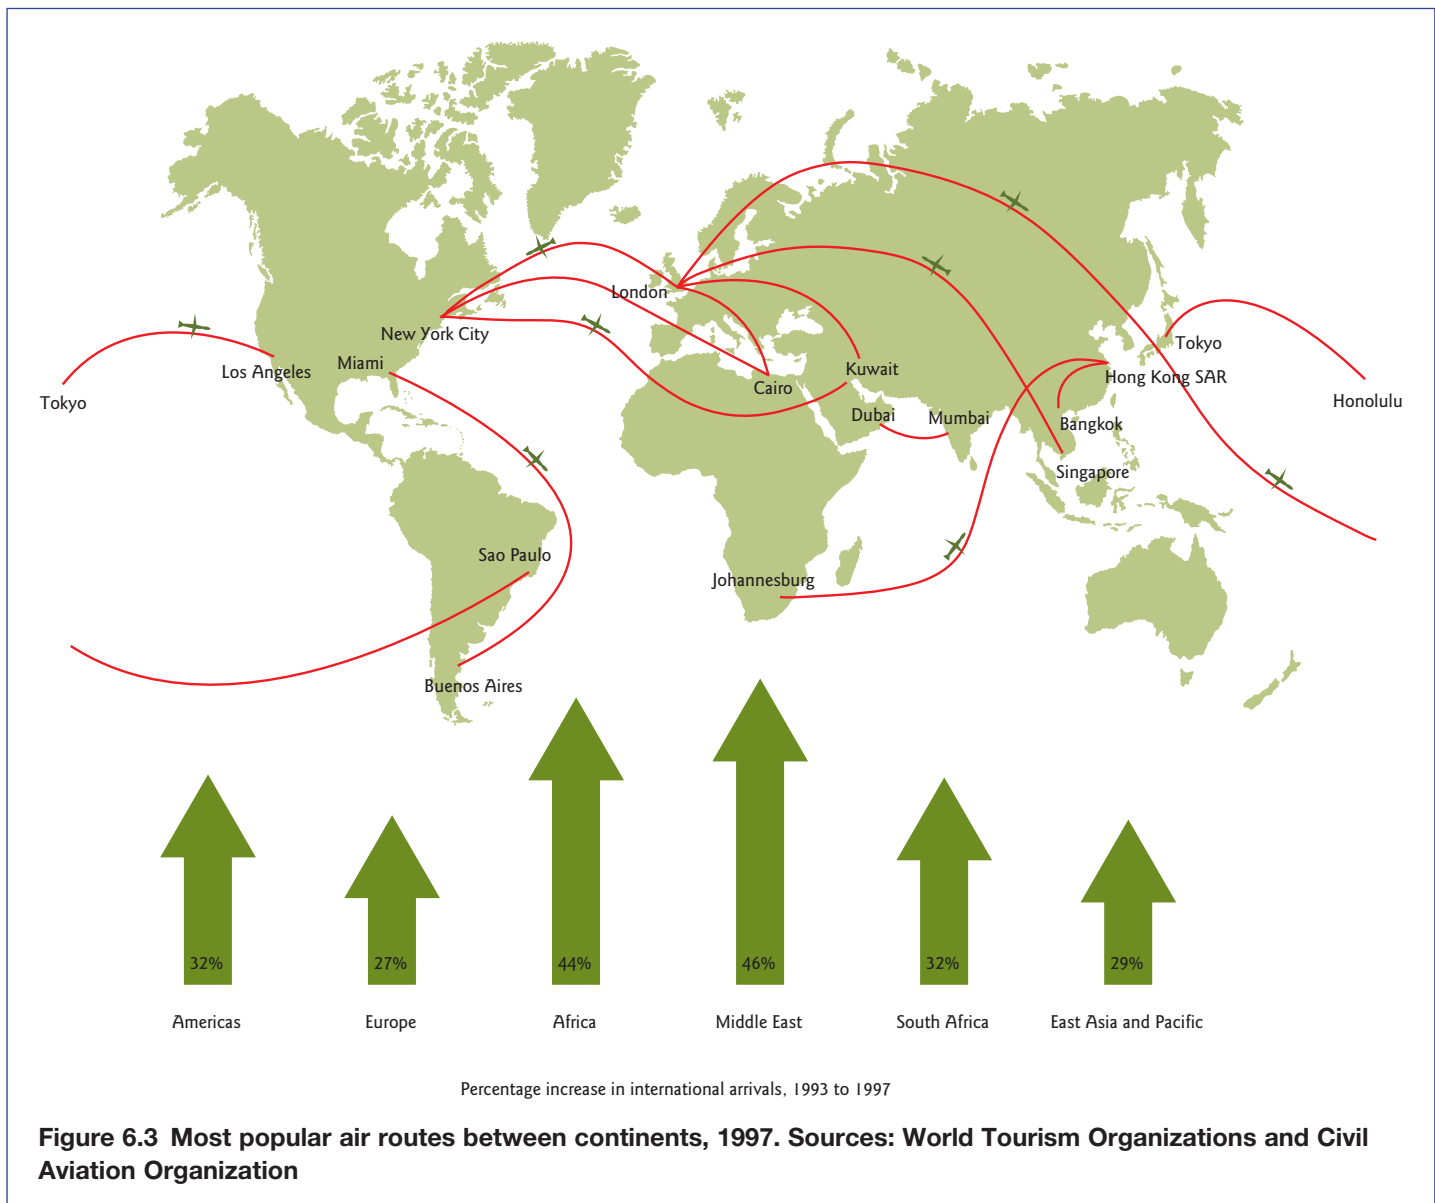 London
New York City
Tokyo
Miami
Los Angeles
Kuwait
Hong Kong SAR
Cairo
Tokyo
Honolulu
Dubai
Mumbai
Bangkok
Singapore
Sao Paulo
Johannesburg
Buenos Aires
32%
27%
44%
46%
32%
29%
Americas
Europe
Africa
Middle East
South Africa
East Asia and Pacific
Percentage increase in international arrivals, 1993 to 1997
Figure 6.3 Most popular air routes between continents, 1997. Sources: World Tourism Organizations and Civil
Aviation Organization